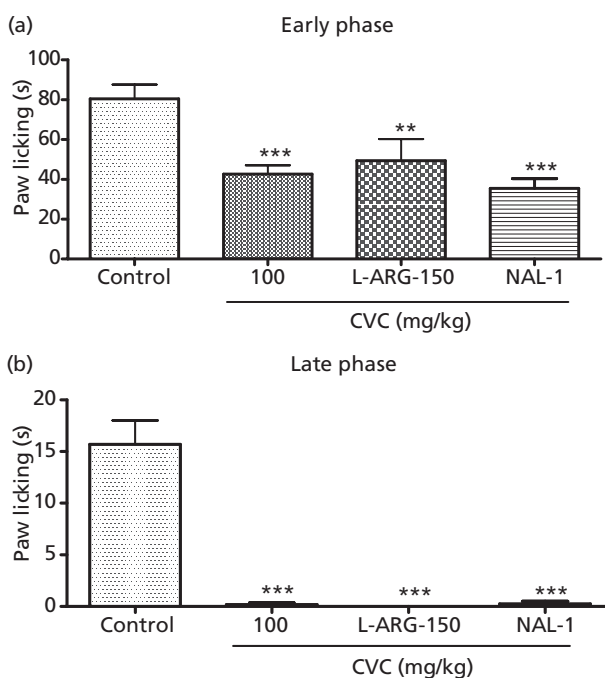 (a) Early phase
Paw licking (s)
100
80
60
40
20
0
*** ** ***
Control 100 L-ARG-150 NAL-1
CVC (mg/kg)
(b) Late phase
Paw licking (s)
20
15
10
5
0
*** *** ***
Control 100 L-ARG-150 NAL-1
CVC (mg/kg)